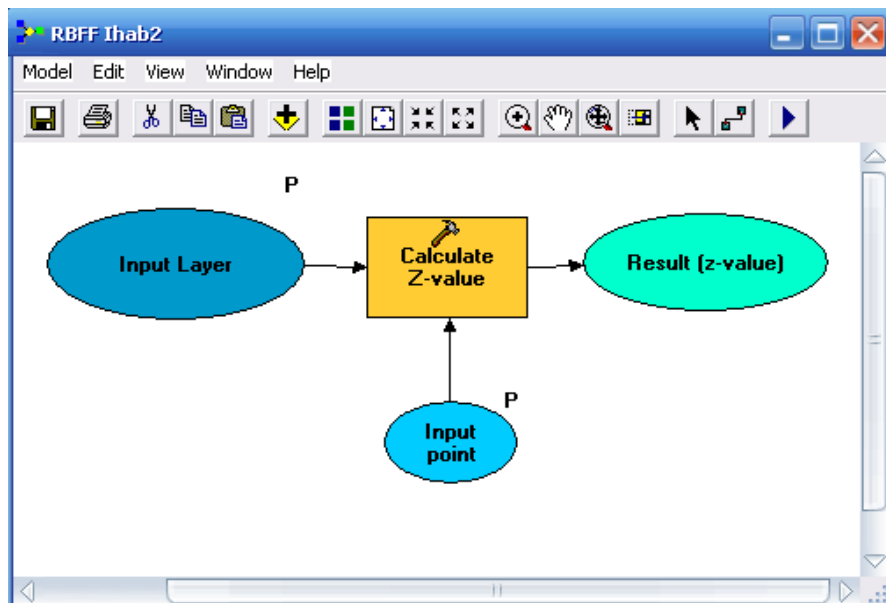 RBFF Ihab2
Model Edit View Window Help
P
Input Layer
Calculate
Z-value
Result (z-value)
P
Input
point